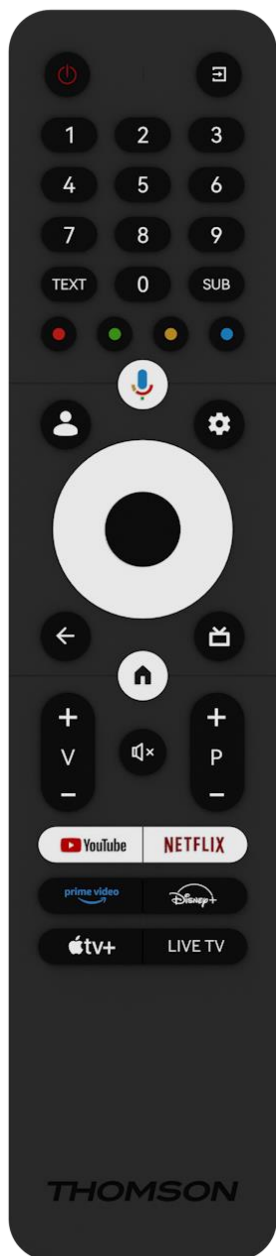 1 2 3
4 5 6
7 8 9
TEXT 0 SUB
+ +
V P
− −
YouTube NETFLIX
prime video Disney+
tv+ LIVE TV
THOMSON